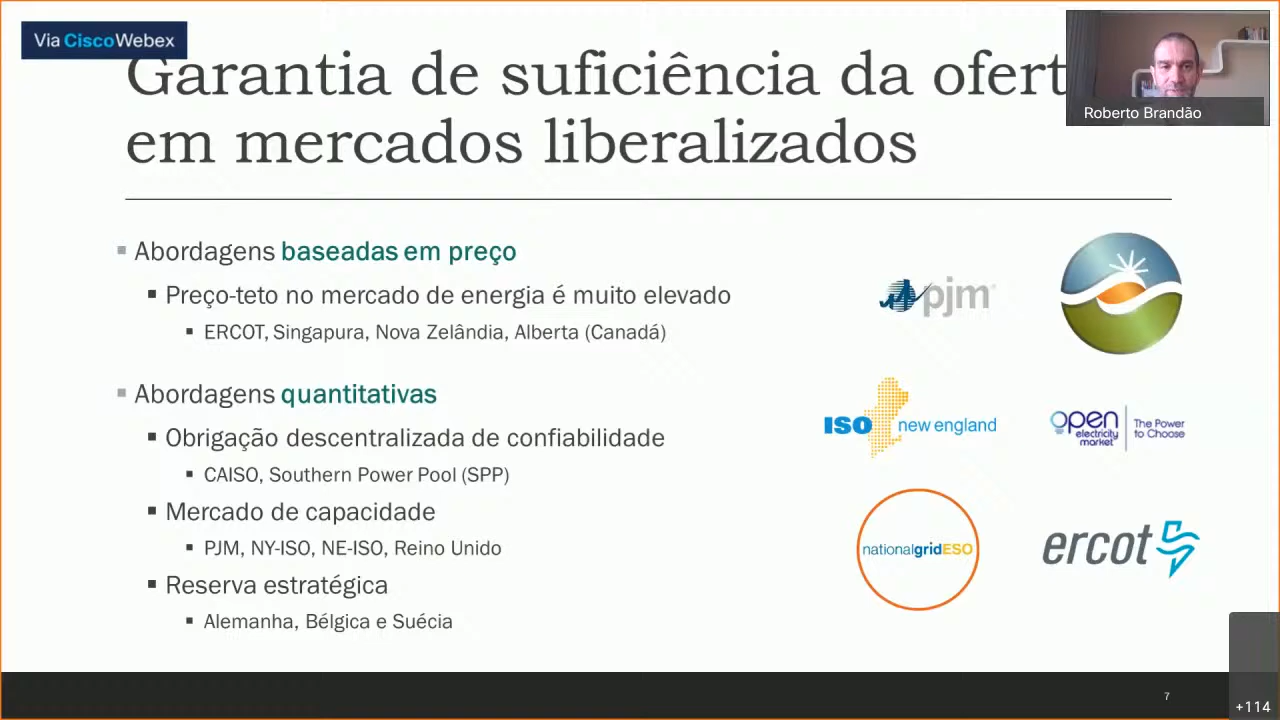 Via Cisco Webex
Garantia de suficiência da ofert
em mercados liberalizados
Roberto Brandão
Abordagens baseadas em preço
Preço-teto no mercado de energia é muito elevado
ERCOT, Singapura, Nova Zelândia, Alberta (Canadá)
Abordagens quantitativas
Obrigação descentralizada de confiabilidade
CAISO, Southern Power Pool (SPP)
Mercado de capacidade
PJM, NY-ISO, NE-ISO, Reino Unido
Reserva estratégica
Alemanha, Bélgica e Suécia
pjm
ISO new england
open electricity market
The Power to Choose
nationalgridESO
ercot
7
+114